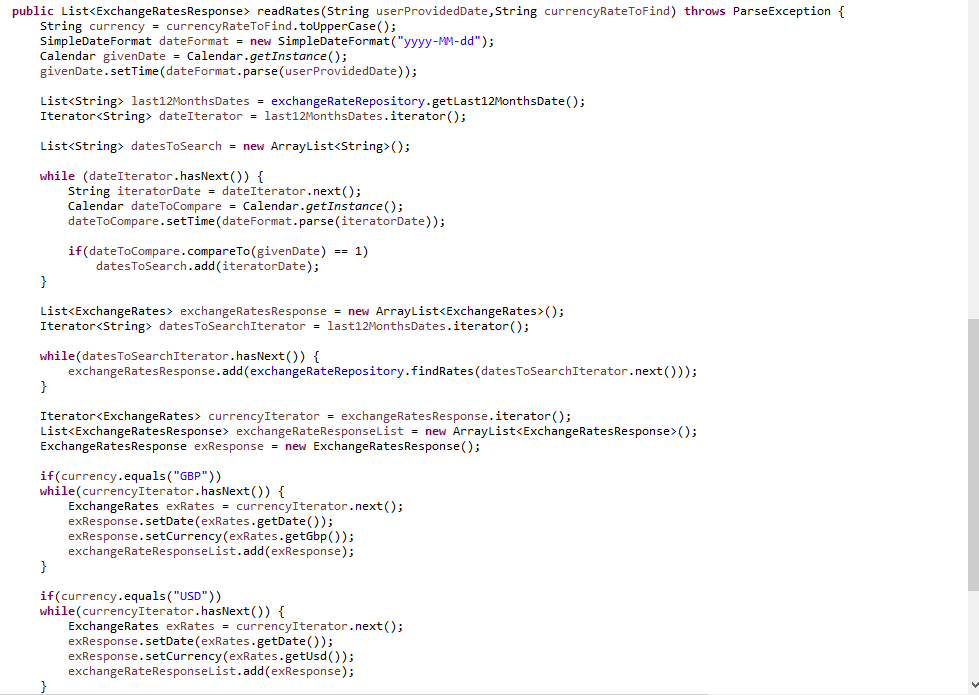 public List<ExchangeRatesResponse> readRates(String userProvidedDate,String currencyRateToFind) throws ParseException {
String currency = currencyRateToFind.toUpperCase();
SimpleDateFormat dateFormat = new SimpleDateFormat("yyyy-MM-dd");
Calendar givenDate = Calendar.getInstance();
givenDate.setTime(dateFormat.parse(userProvidedDate));
List<String> last12MonthsDates = exchangeRateRepository.getLast12MonthsDate();
Iterator<String> dateIterator = last12MonthsDates.iterator();
List<String> datesToSearch = new ArrayList<String>();
while (dateIterator.hasNext()) {
String iteratorDate = dateIterator.next();
Calendar dateToCompare = Calendar.getInstance();
dateToCompare.setTime(dateFormat.parse(iteratorDate));
if(dateToCompare.compareTo(givenDate) == 1)
datesToSearch.add(iteratorDate);
}
List<ExchangeRates> exchangeRatesResponse = new ArrayList<ExchangeRates>();
Iterator<String> datesToSearchIterator = last12MonthsDates.iterator();
while(datesToSearchIterator.hasNext()) {
exchangeRatesResponse.add(exchangeRateRepository.findRates(datesToSearchIterator.next()));
}
Iterator<ExchangeRates> currencyIterator = exchangeRatesResponse.iterator();
List<ExchangeRatesResponse> exchangeRateResponseList = new ArrayList<ExchangeRatesResponse>();
ExchangeRatesResponse exResponse = new ExchangeRatesResponse();
if(currency.equals("GBP"))
while(currencyIterator.hasNext()) {
ExchangeRates exRates = currencyIterator.next();
exResponse.setDate(exRates.getDate());
exResponse.setCurrency(exRates.getGbp());
exchangeRateResponseList.add(exResponse);
}
if(currency.equals("USD"))
while(currencyIterator.hasNext()) {
ExchangeRates exRates = currencyIterator.next();
exResponse.setDate(exRates.getDate());
exResponse.setCurrency(exRates.getUsd());
exchangeRateResponseList.add(exResponse);
}